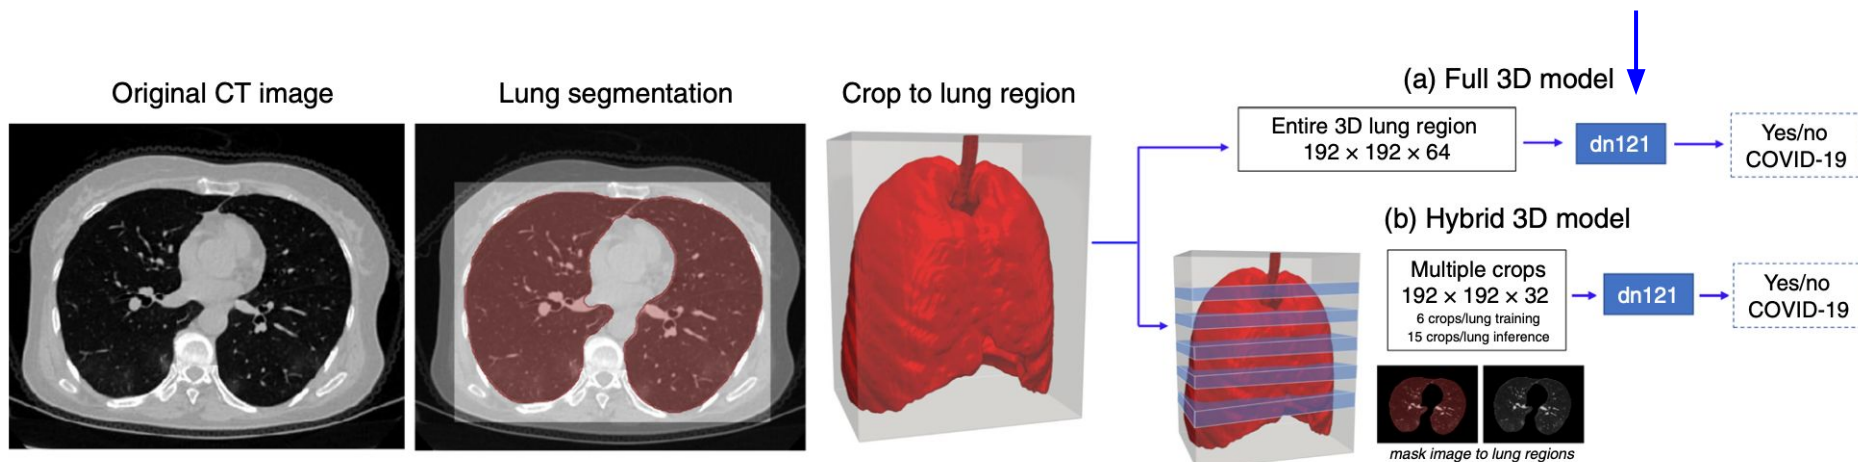 Original CT image
Lung segmentation
Crop to lung region
(a) Full 3D model
Entire 3D lung region
192 × 192 × 64
dn121
Yes/no
COVID-19
(b) Hybrid 3D model
Multiple crops
192 × 192 × 32
6 crops/lung training
15 crops/lung inference
dn121
Yes/no
COVID-19
mask image to lung regions